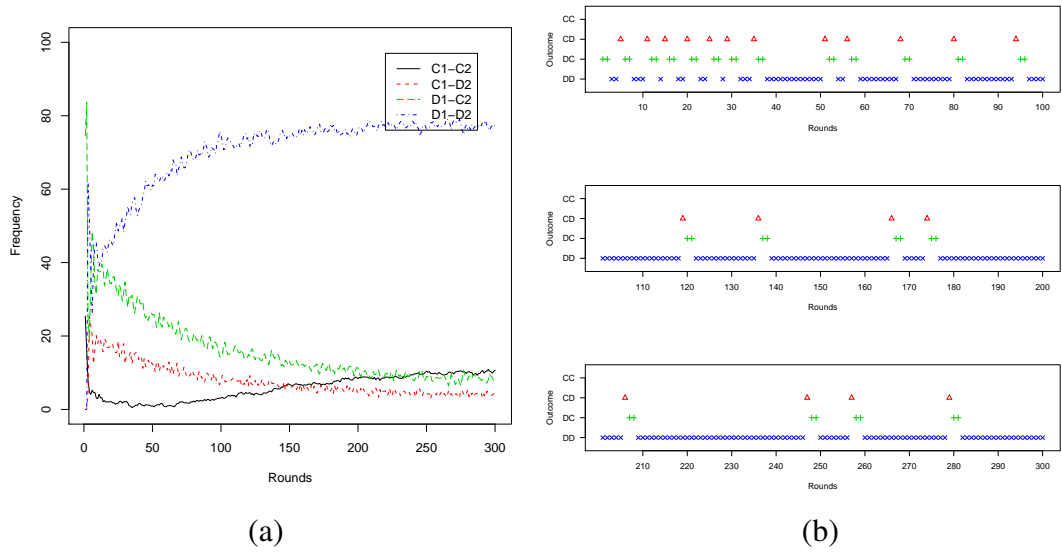 100
80
60
40
20
0
Frequency
C1−C2
C1−D2
D1−C2
D1−D2
0 50 100 150 200 250 300
Rounds
(a)
CC
CD
DC
DD
Outcome
10 20 30 40 50 60 70 80 90 100
Rounds
CC
CD
DC
DD
Outcome
110 120 130 140 150 160 170 180 190 200
Rounds
CC
CD
DC
DD
Outcome
210 220 230 240 250 260 270 280 290 300
Rounds
(b)